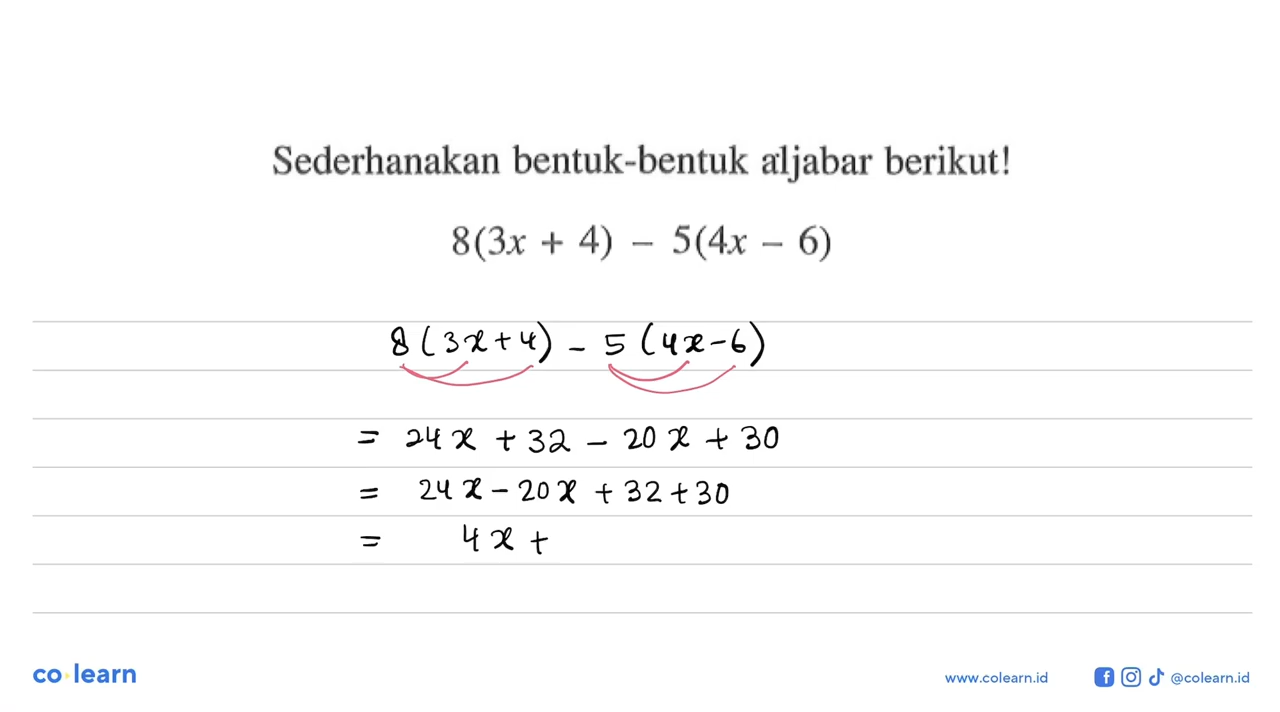 Sederhanakan bentuk-bentuk aljabar berikut!
8(3x + 4) – 5(4x – 6)
8(3x+4) – 5(4x–6)
= 24x + 32 – 20x + 30
= 24x – 20x + 32 + 30
= 4x +
co learn
www.colearn.id @colearn.id